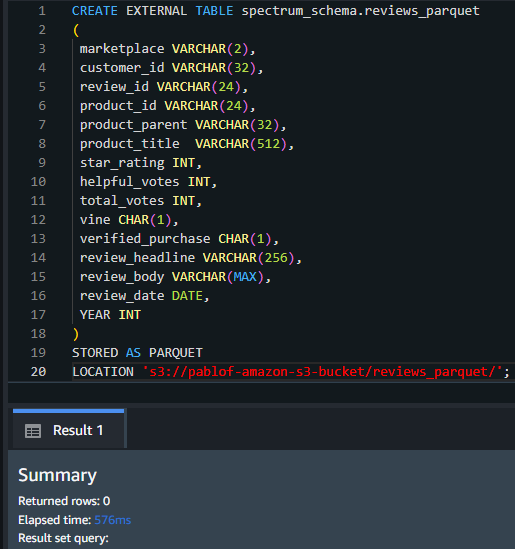 1 CREATE EXTERNAL TABLE spectrum_schema.reviews_parquet
2 (
3 marketplace VARCHAR(2),
4 customer_id VARCHAR(32),
5 review_id VARCHAR(24),
6 product_id VARCHAR(24),
7 product_parent VARCHAR(32),
8 product_title  VARCHAR(512),
9 star_rating INT,
10 helpful_votes INT,
11 total_votes INT,
12 vine CHAR(1),
13 verified_purchase CHAR(1),
14 review_headline VARCHAR(256),
15 review_body VARCHAR(MAX),
16 review_date DATE,
17 YEAR INT
18 )
19 STORED AS PARQUET
20 LOCATION 's3://pablof-amazon-s3-bucket/reviews_parquet/';
Result 1
Summary
Returned rows: 0
Elapsed time: 576ms
Result set query: